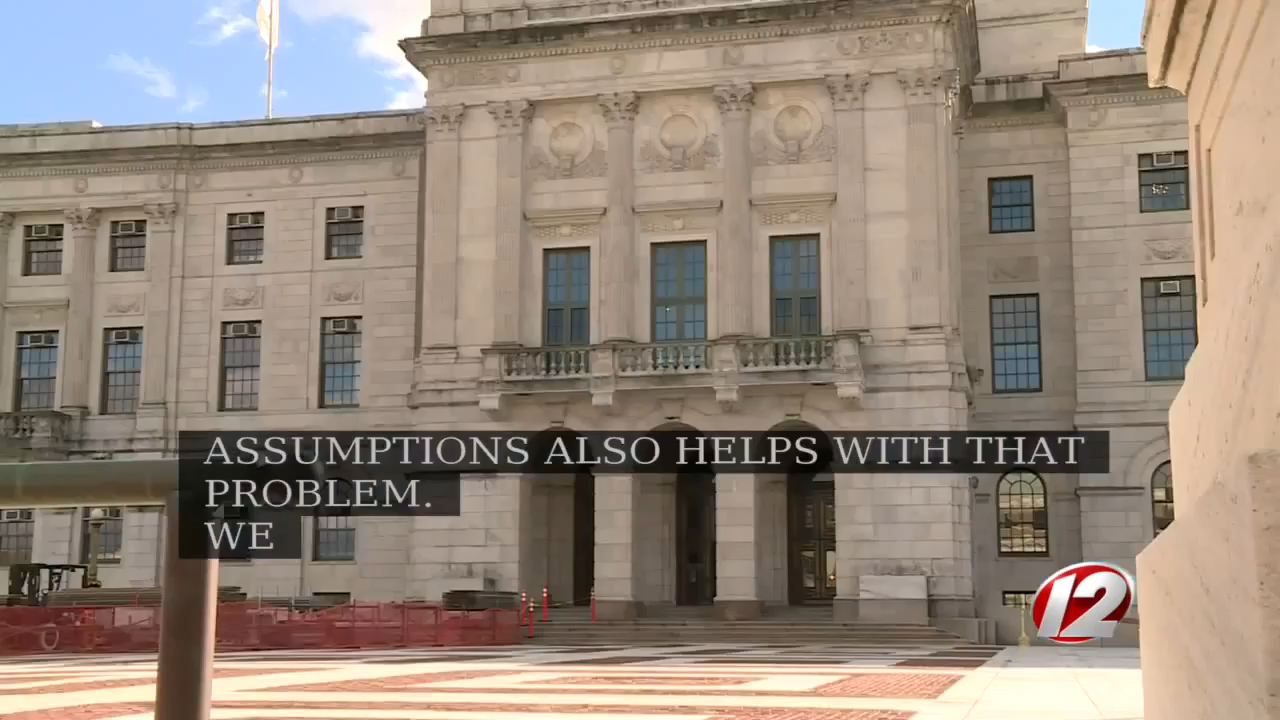 ASSUMPTIONS ALSO HELPS WITH THAT
PROBLEM.
WE
12